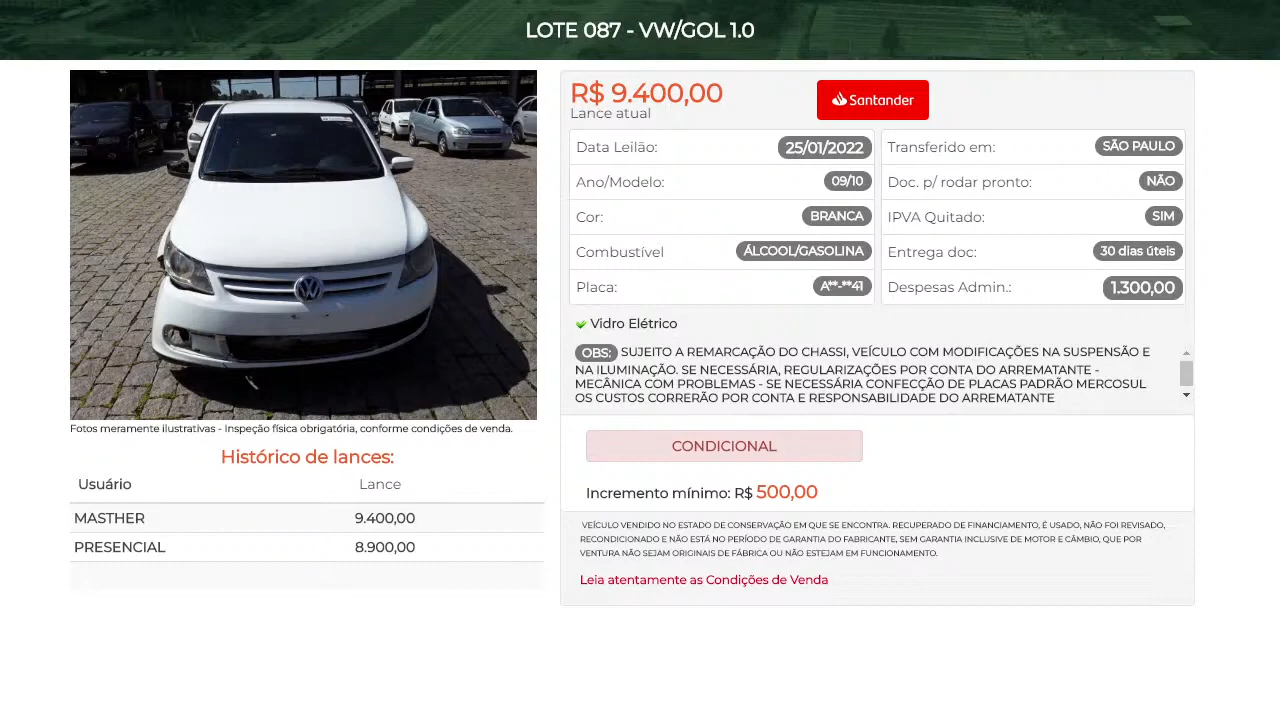 LOTE 087 - VW/GOL 1.0
Fotos meramente ilustrativas - Inspeção física obrigatória, conforme condições de venda.
Histórico de lances:
Usuário Lance
MASTHER 9.400,00
PRESENCIAL 8.900,00
R$ 9.400,00
Lance atual
Santander
Data Leilão: 25/01/2022
Ano/Modelo: 09/10
Cor: BRANCA
Combustível ÁLCOOL/GASOLINA
Placa: A**-**41
Transferido em: SÃO PAULO
Doc. p/ rodar pronto: NÃO
IPVA Quitado: SIM
Entrega doc: 30 dias úteis
Despesas Admin.: 1.300,00
Vidro Elétrico
OBS: SUJEITO A REMARCAÇÃO DO CHASSI, VEÍCULO COM MODIFICAÇÕES NA SUSPENSÃO E
NA ILUMINAÇÃO. SE NECESSÁRIA, REGULARIZAÇÕES POR CONTA DO ARREMATANTE -
MECÂNICA COM PROBLEMAS - SE NECESSÁRIA CONFECÇÃO DE PLACAS PADRÃO MERCOSUL
OS CUSTOS CORRERÃO POR CONTA E RESPONSABILIDADE DO ARREMATANTE
CONDICIONAL
Incremento mínimo: R$ 500,00
VEÍCULO VENDIDO NO ESTADO DE CONSERVAÇÃO EM QUE SE ENCONTRA. RECUPERADO DE FINANCIAMENTO, É USADO, NÃO FOI REVISADO,
RECONDICIONADO E NÃO ESTÁ NO PERÍODO DE GARANTIA DO FABRICANTE, SEM GARANTIA INCLUSIVE DE MOTOR E CÂMBIO, QUE POR
VENTURA NÃO SEJAM ORIGINAIS DE FÁBRICA OU NÃO ESTEJAM EM FUNCIONAMENTO.
Leia atentamente as Condições de Venda